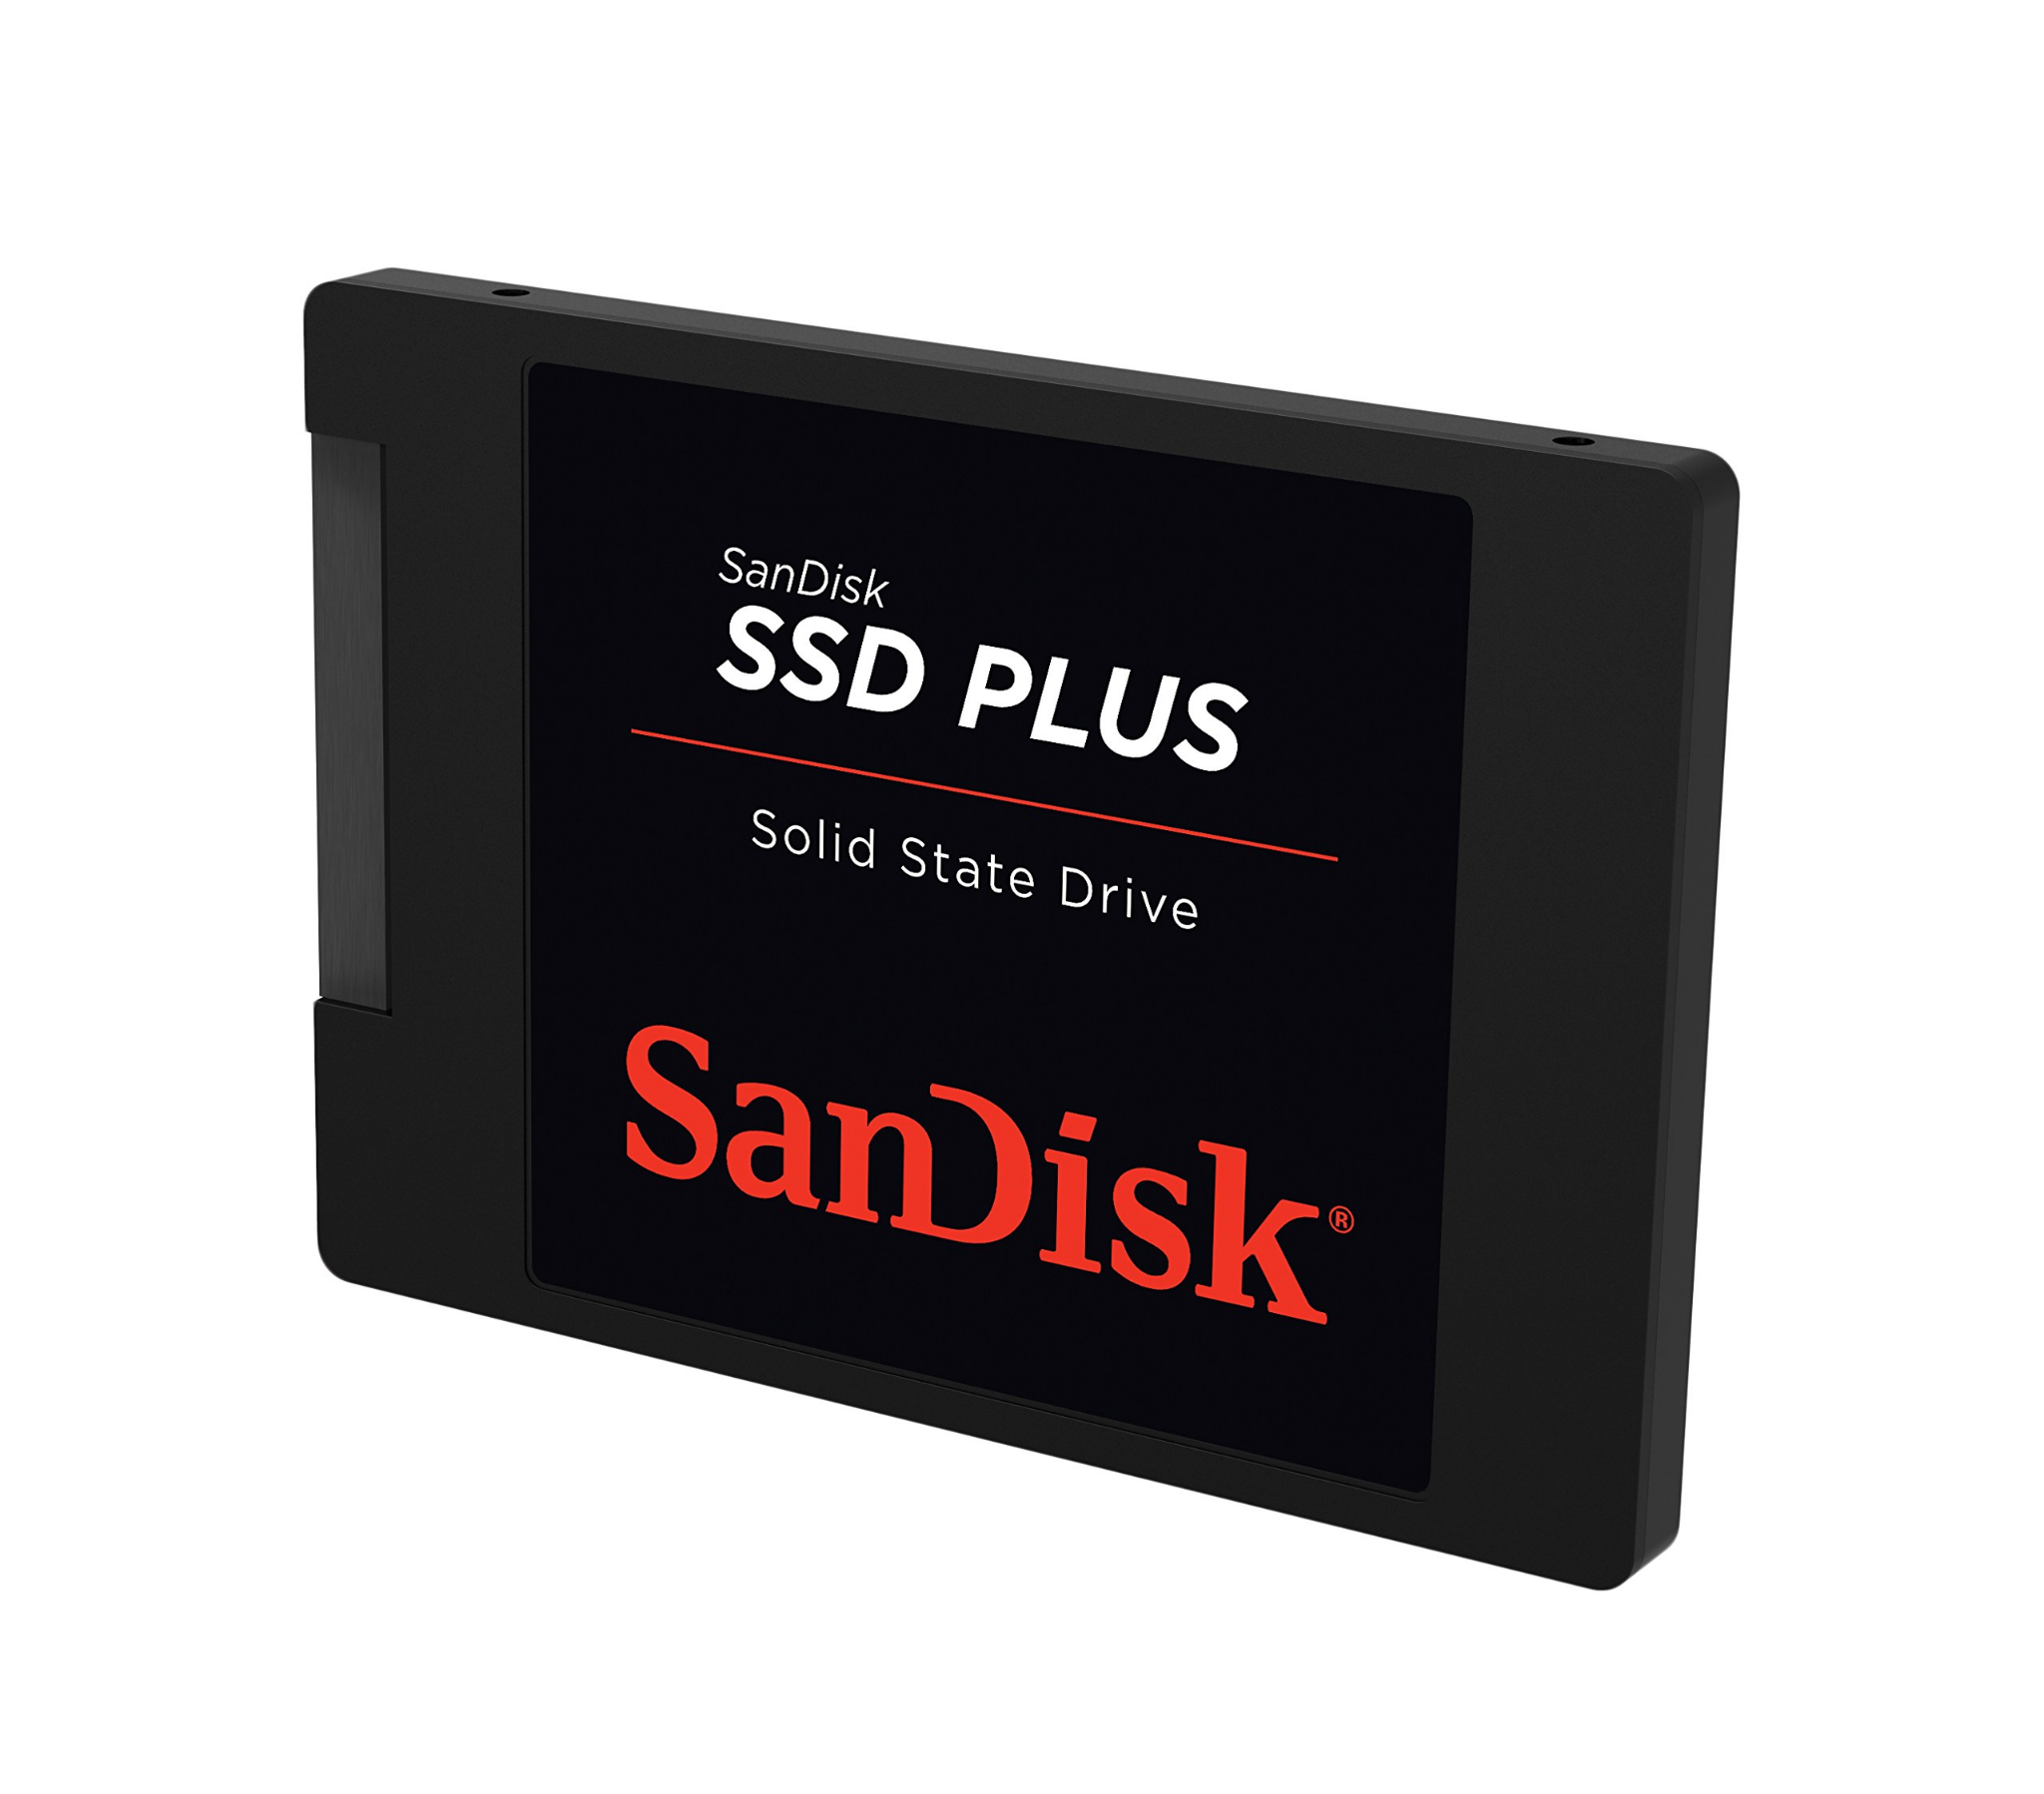 SanDisk
SSD PLUS
Solid State Drive
SanDisk®